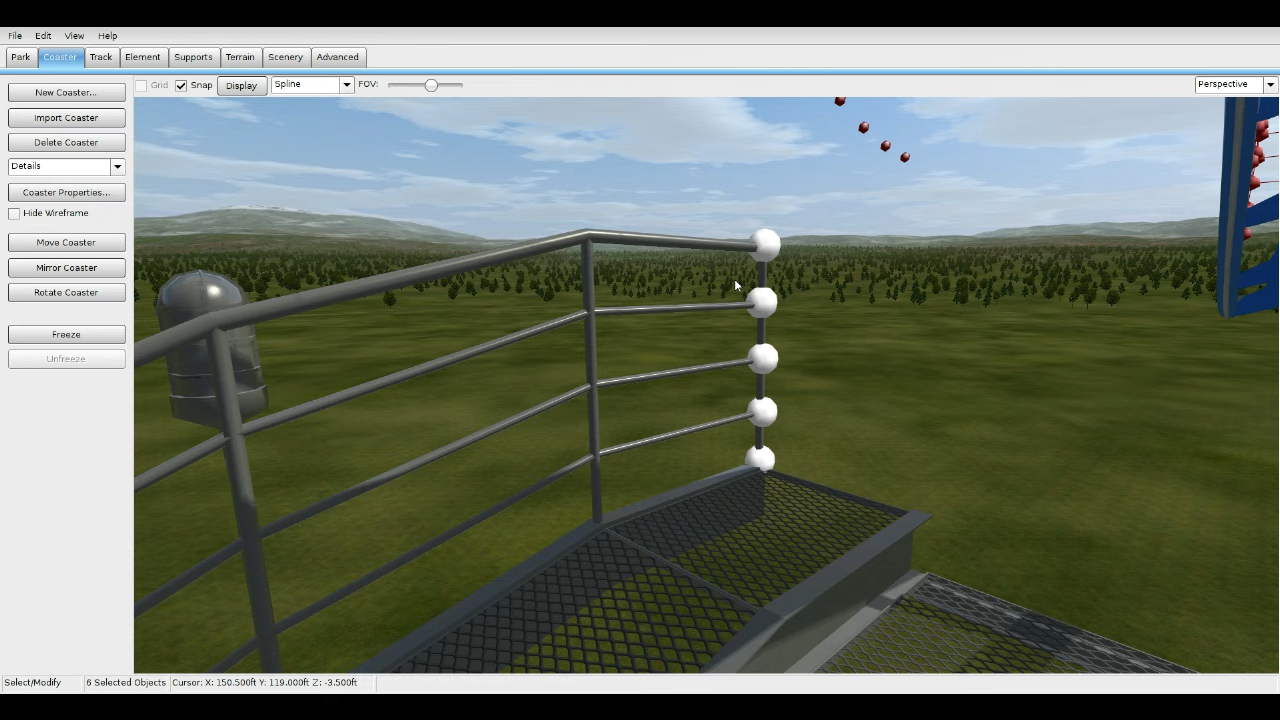 File Edit View Help
Park Coaster Track Element Supports Terrain Scenery Advanced
Grid Snap Display Spline FOV: Perspective
New Coaster...
Import Coaster
Delete Coaster
Details
Coaster Properties...
Hide Wireframe
Move Coaster
Mirror Coaster
Rotate Coaster
Freeze
Unfreeze
Select/Modify 6 Selected Objects Cursor: X: 150.500ft Y: 119.000ft Z: -3.500ft